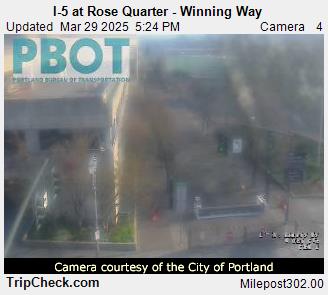 I-5 at Rose Quarter - Winning Way
Updated Mar 29 2025 5:24 PM Camera 4
PBOT
PORTLAND BUREAU OF TRANSPORTATION
Camera courtesy of the City of Portland
TripCheck.com Milepost302.00